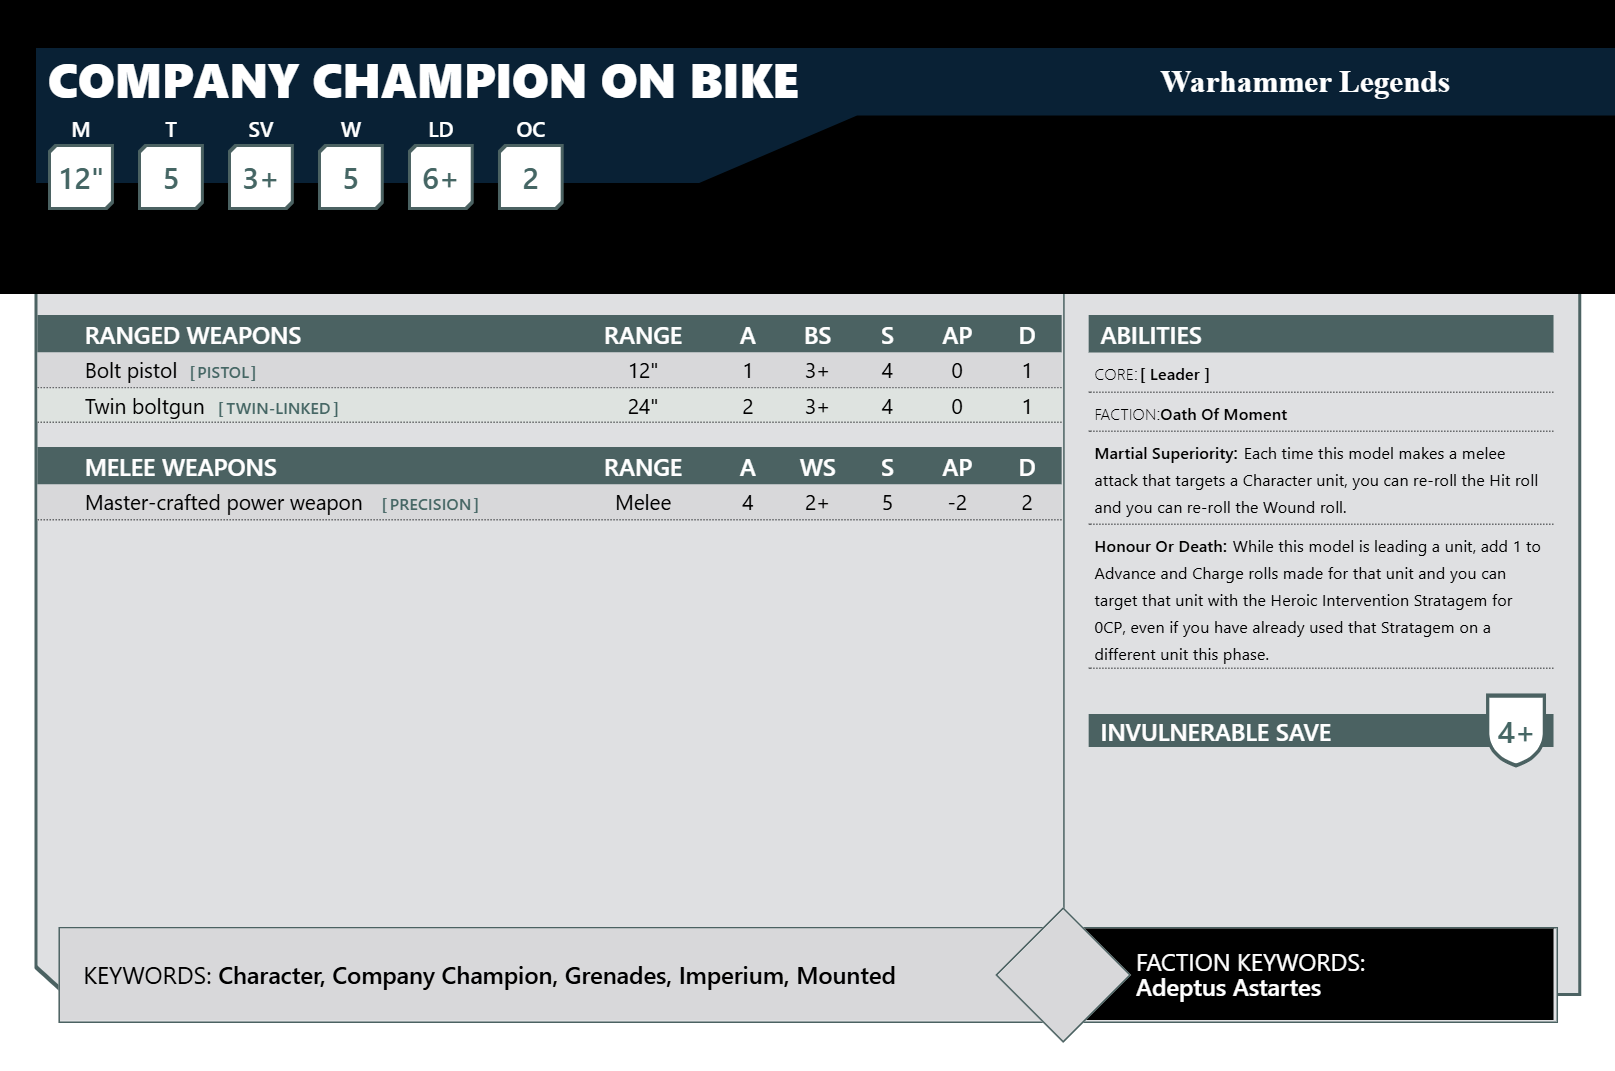 COMPANY CHAMPION ON BIKE
Warhammer Legends
M T SV W LD OC
12" 5 3+ 5 6+ 2
RANGED WEAPONS RANGE A BS S AP D
Bolt pistol [PISTOL] 12" 1 3+ 4 0 1
Twin boltgun [TWIN-LINKED] 24" 2 3+ 4 0 1
MELEE WEAPONS RANGE A WS S AP D
Master-crafted power weapon [PRECISION] Melee 4 2+ 5 -2 2
ABILITIES
CORE: [ Leader ]
FACTION:Oath Of Moment
Martial Superiority: Each time this model makes a melee
attack that targets a Character unit, you can re-roll the Hit roll
and you can re-roll the Wound roll.
Honour Or Death: While this model is leading a unit, add 1 to
Advance and Charge rolls made for that unit and you can
target that unit with the Heroic Intervention Stratagem for
0CP, even if you have already used that Stratagem on a
different unit this phase.
INVULNERABLE SAVE 4+
KEYWORDS: Character, Company Champion, Grenades, Imperium, Mounted
FACTION KEYWORDS:
Adeptus Astartes